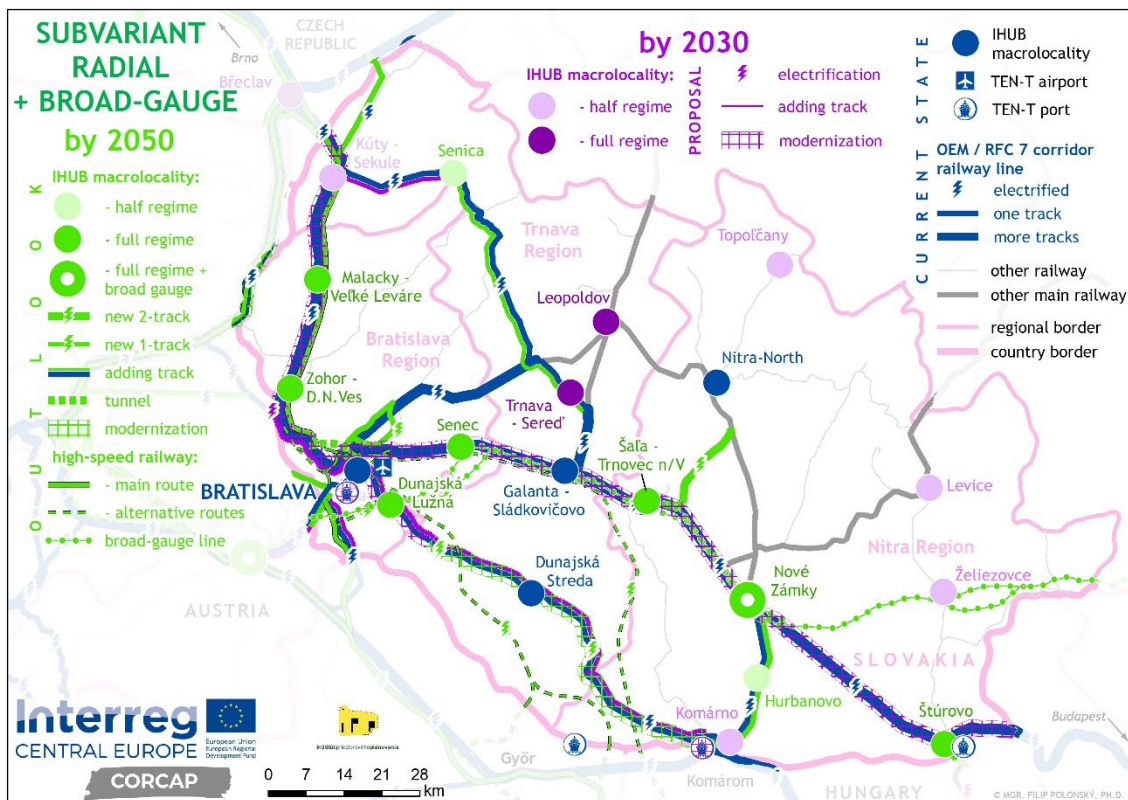 SUBVARIANT
RADIAL
+ BROAD-GAUGE
by 2050
OUTLOOK
IHUB macrolocality:
- half regime
- full regime
- full regime +
broad gauge
new 2-track
new 1-track
adding track
tunnel
modernization
high-speed railway:
- main route
- alternative routes
broad-gauge line
by 2030
PROPOSAL
IHUB macrolocality:
- half regime
- full regime
electrification
adding track
modernization
CURRENT STATE
IHUB
macrolocality
TEN-T airport
TEN-T port
OEM / RFC 7 corridor
railway line
electrified
one track
more tracks
other railway
other main railway
regional border
country border
CZECH
REPUBLIC
Brno
Břeclav
Kúty -
Sekule
Senica
Trnava
Region
Topoľčany
Malacky -
Veľké Leváre
Leopoldov
Bratislava
Region
Nitra-North
Zohor -
D.N.Ves
Trnava
- Sereď
Senec
Šaľa -
Trnovec n/V
BRATISLAVA
Dunajská
Lužná
Galanta -
Sládkovičovo
Levice
Nitra Region
Dunajská
Streda
Nové
Zámky
Želiezovce
AUSTRIA
SLOVAKIA
Hurbanovo
Komárno
Štúrovo
Budapest
Győr
Komárom
HUNGARY
Interreg
CENTRAL EUROPE
European Union
European Regional
Development Fund
CORCAP
inštitút priestorového plánovania
0 7 14 21 28
km
© MGR. FILIP POLONSKÝ, PH.D.